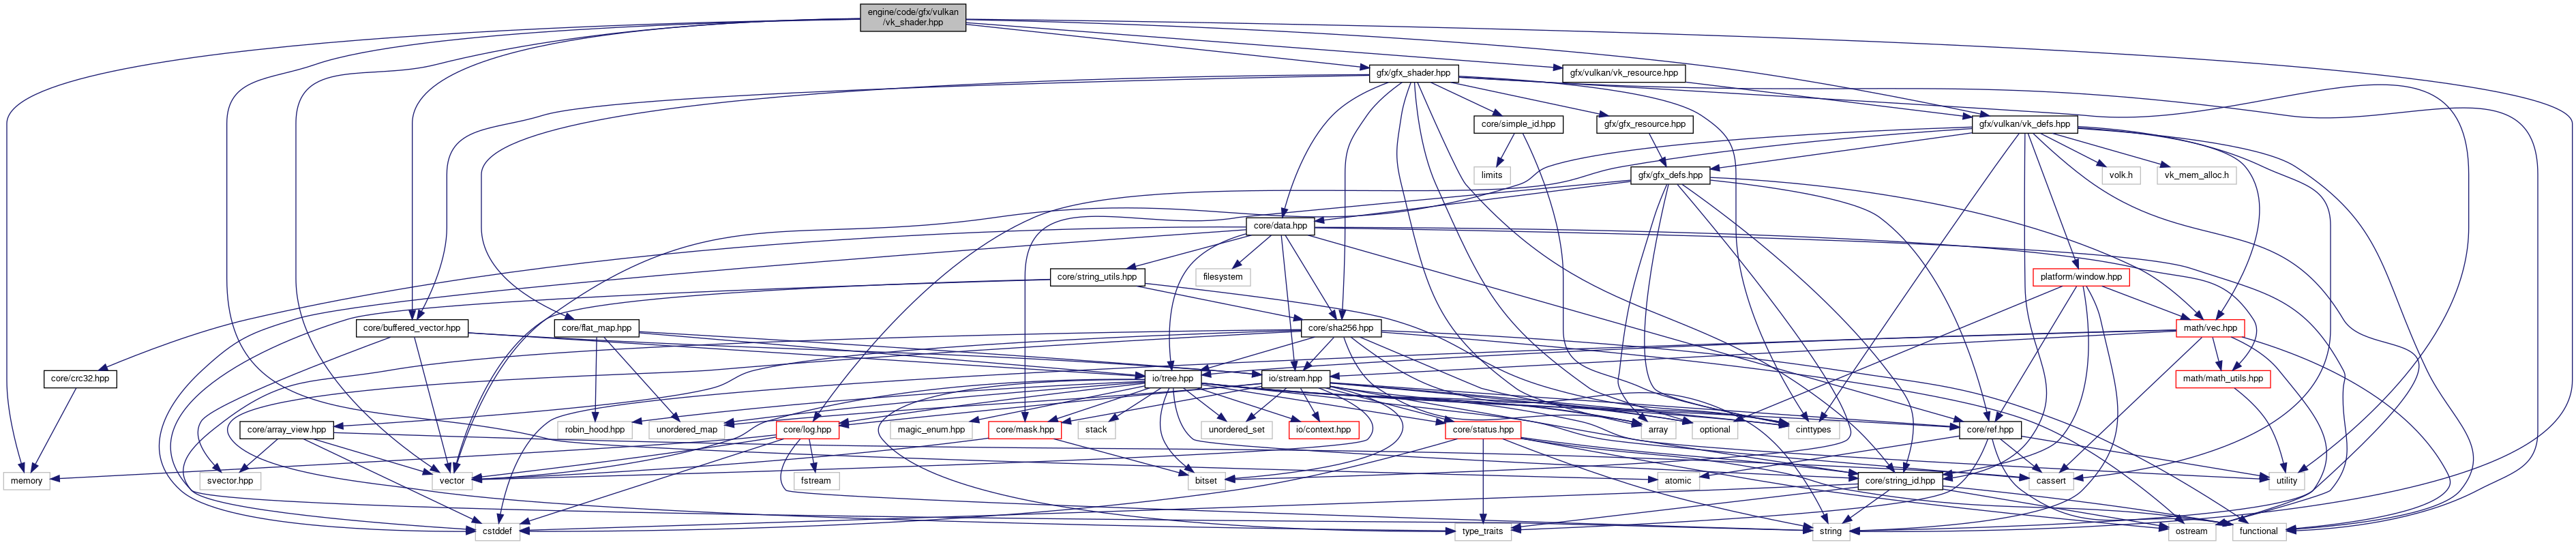 engine/code/gfx/vulkan
/vk_shader.hpp
gfx/gfx_shader.hpp
gfx/vulkan/vk_resource.hpp
core/simple_id.hpp
gfx/gfx_resource.hpp
gfx/vulkan/vk_defs.hpp
limits
gfx/gfx_defs.hpp
volk.h
vk_mem_alloc.h
core/data.hpp
core/string_utils.hpp
filesystem
platform/window.hpp
core/buffered_vector.hpp
core/flat_map.hpp
core/sha256.hpp
math/vec.hpp
core/crc32.hpp
io/tree.hpp
io/stream.hpp
math/math_utils.hpp
core/array_view.hpp
robin_hood.hpp
unordered_map
core/log.hpp
magic_enum.hpp
core/mask.hpp
stack
unordered_set
io/context.hpp
core/status.hpp
array
optional
cinttypes
core/ref.hpp
memory
svector.hpp
vector
fstream
bitset
atomic
core/string_id.hpp
cassert
utility
cstddef
type_traits
string
ostream
functional